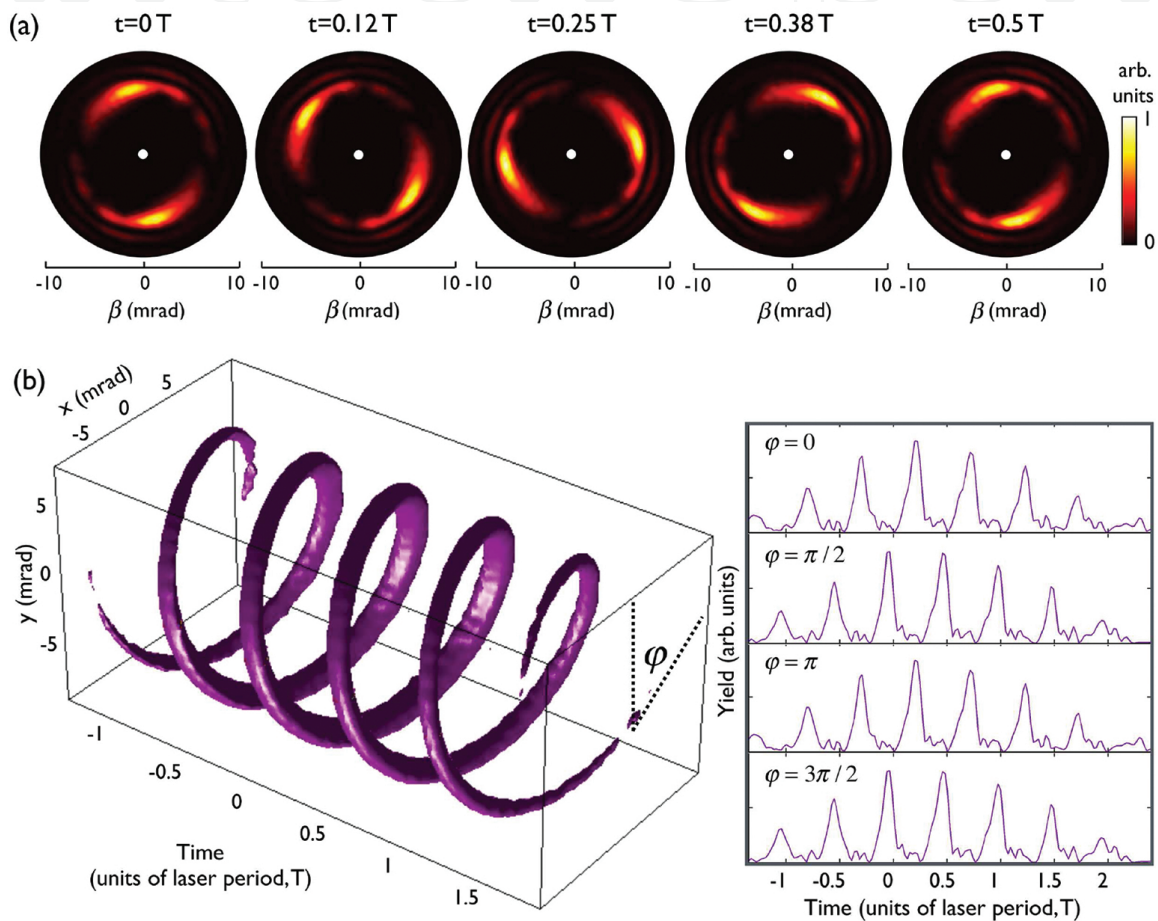 (a)
t=0 T
t=0.12 T
t=0.25 T
t=0.38 T
t=0.5 T
arb.
units
1
0
-10 0 10
β (mrad)
-10 0 10
β (mrad)
-10 0 10
β (mrad)
-10 0 10
β (mrad)
-10 0 10
β (mrad)
(b)
x (mrad)
-5 0 5
y (mrad)
5
0
-5
-1
-0.5
0
0.5
1
1.5
Time
(units of laser period, T)
φ
Yield (arb. units)
φ = 0
φ = π / 2
φ = π
φ = 3π / 2
-1 -0.5 0 0.5 1 1.5 2
Time (units of laser period, T)